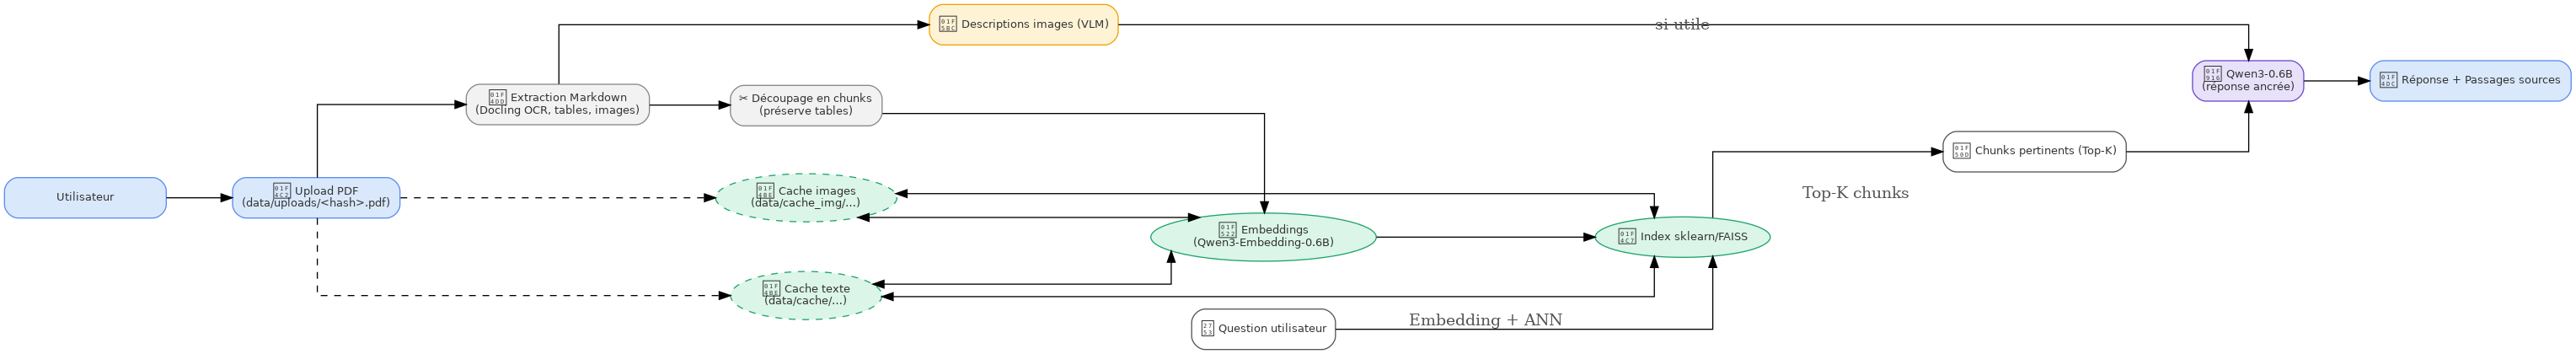 Descriptions images (VLM)
si utile
Qwen3-0.6B
(réponse ancrée)
Réponse + Passages sources
Extraction Markdown
(Docling OCR, tables, images)
✂ Découpage en chunks
(préserve tables)
Chunks pertinents (Top-K)
Utilisateur
Upload PDF
(data/uploads/<hash>.pdf)
Cache images
(data/cache_img/...)
Top-K chunks
Embeddings
(Qwen3-Embedding-0.6B)
Index sklearn/FAISS
Cache texte
(data/cache/...)
Question utilisateur
Embedding + ANN